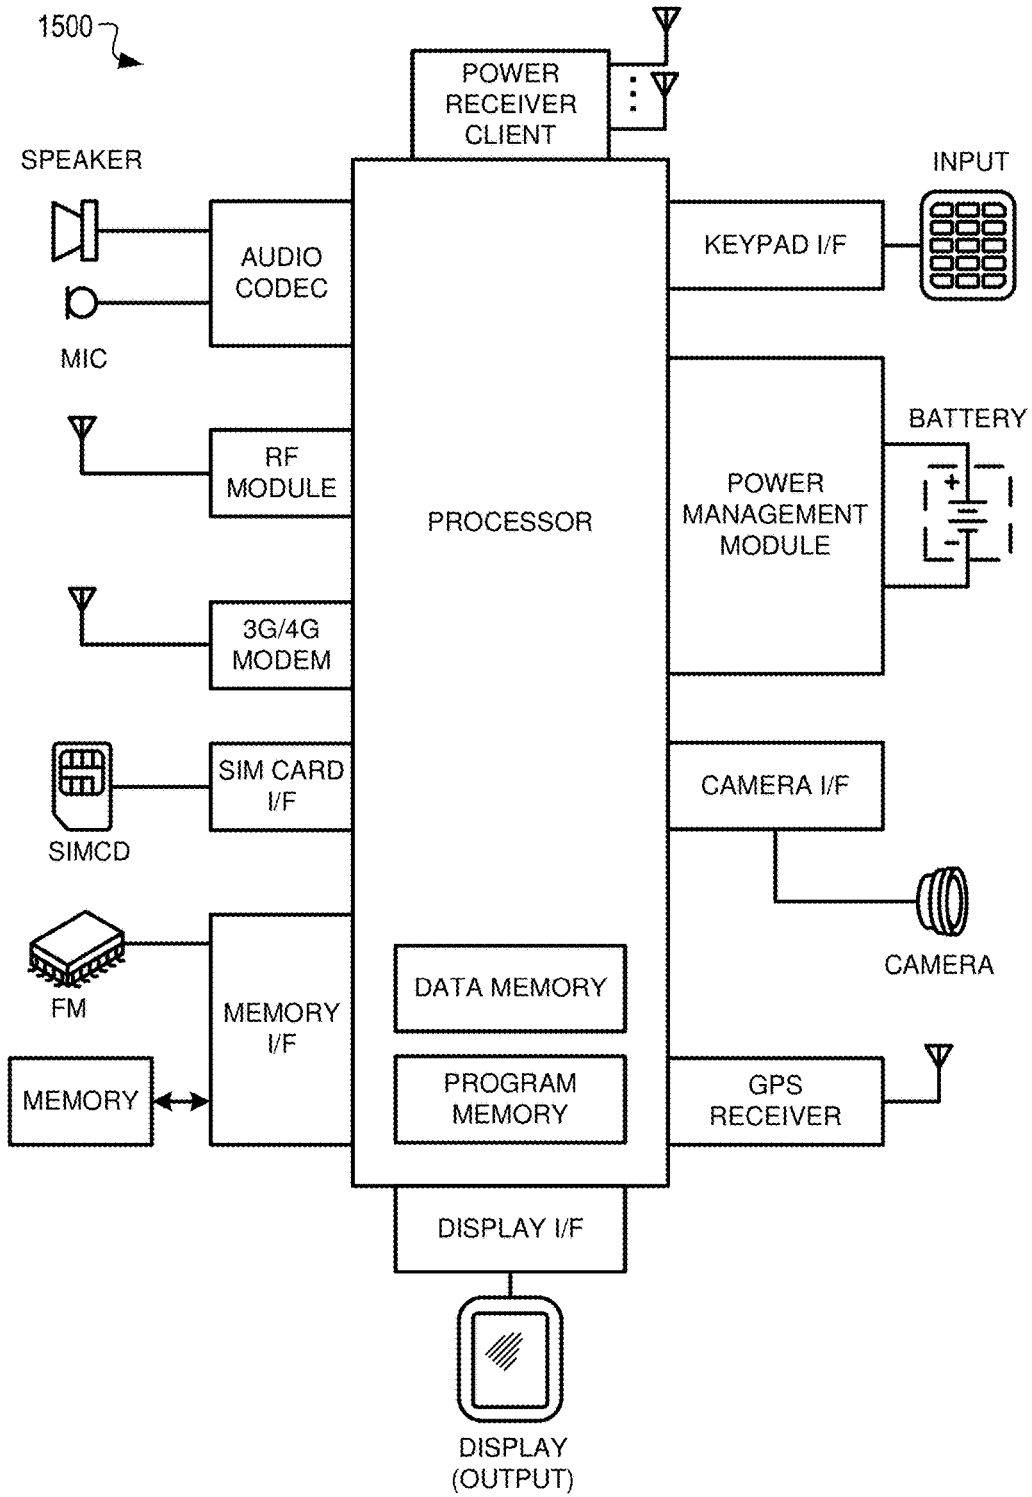 1500
POWER
RECEIVER
CLIENT
SPEAKER
INPUT
AUDIO
CODEC
KEYPAD I/F
MIC
BATTERY
RF
MODULE
PROCESSOR
POWER
MANAGEMENT
MODULE
+
-
3G/4G
MODEM
SIM CARD
I/F
CAMERA I/F
SIMCD
CAMERA
FM
MEMORY
I/F
DATA MEMORY
MEMORY
PROGRAM
MEMORY
GPS
RECEIVER
DISPLAY I/F
DISPLAY
(OUTPUT)